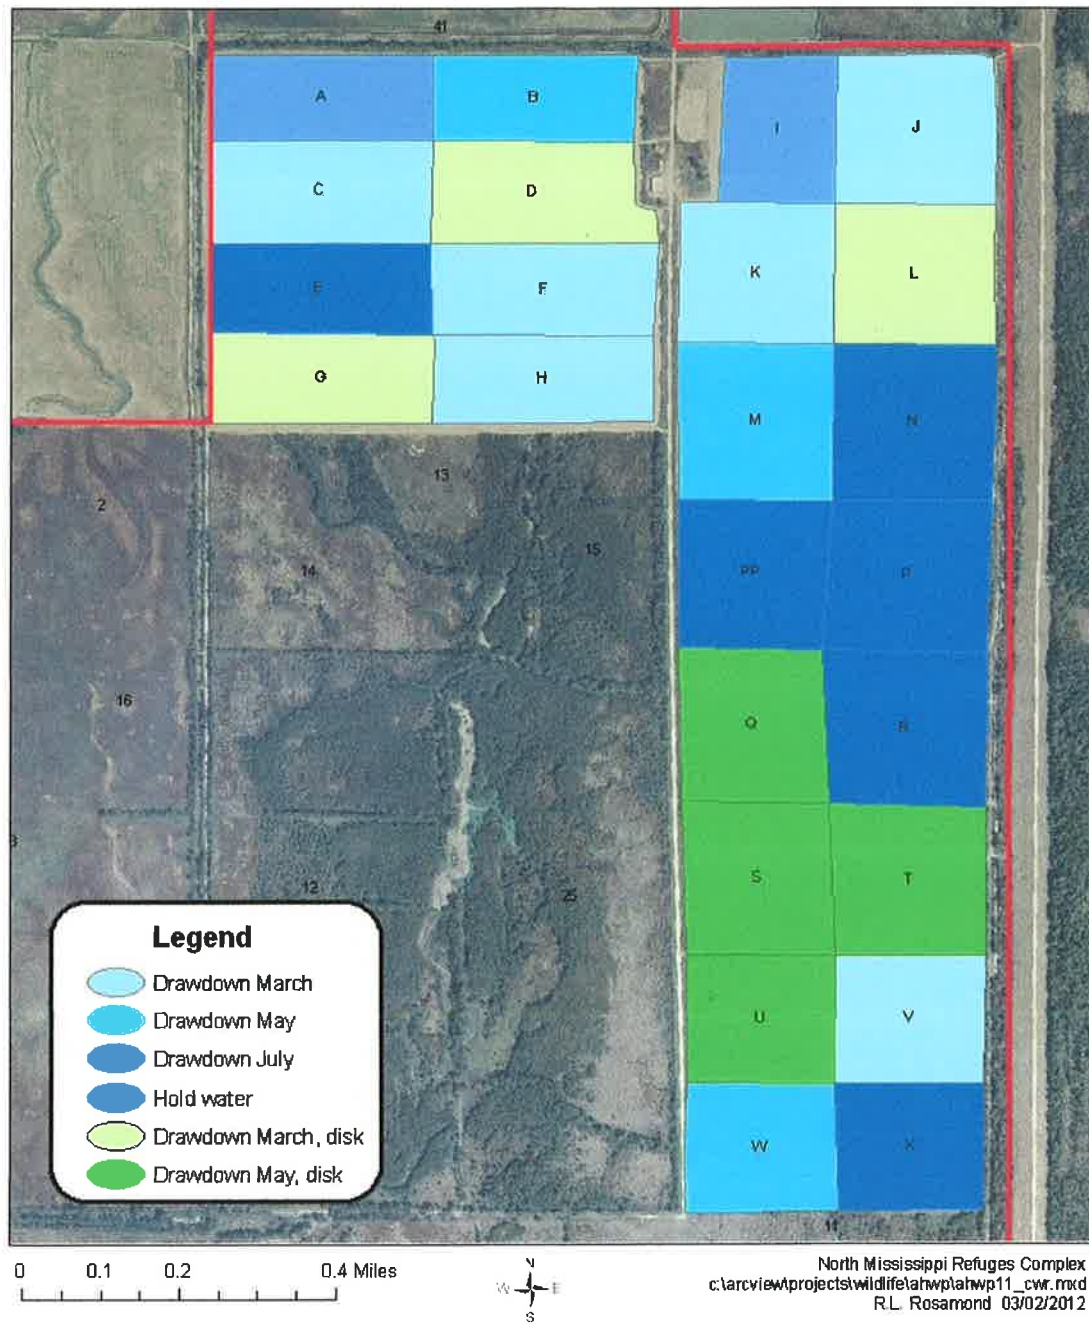 41
A
B
I
J
C
D
K
L
E
F
G
H
M
N
13
2
15
14
PP
P
16
Q
R
S
T
12
25
U
V
W
X
11
Legend
Drawdown March
Drawdown May
Drawdown July
Hold water
Drawdown March, disk
Drawdown May, disk
0 0.1 0.2 0.4 Miles
N
W E
S
North Mississippi Refuges Complex
c:\arcview\projects\wildlife\ahwp\ahwp11_cwr.mxd
R.L. Rosamond 03/02/2012